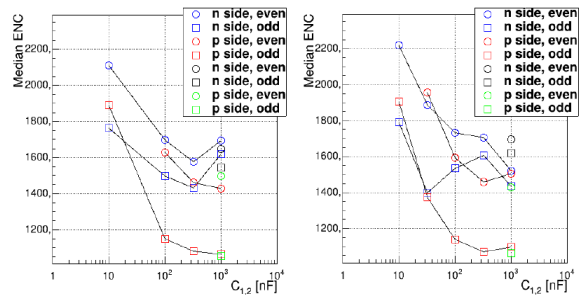 Median ENC
2200,
2000,
1800,
1600
1400
1200
1
10
10²
10³
10⁴
C1,2 [nF]
n side, even
n side, odd
p side, even
p side, odd
n side, even
n side, odd
p side, even
p side, odd
Median ENC
2200,
2000,
1800,
1600
1400
1200,
1
10
10²
10³
10⁴
C1,2 [nF]
n side, even
n side, odd
p side, even
p side, odd
n side, even
n side, odd
p side, even
p side, odd